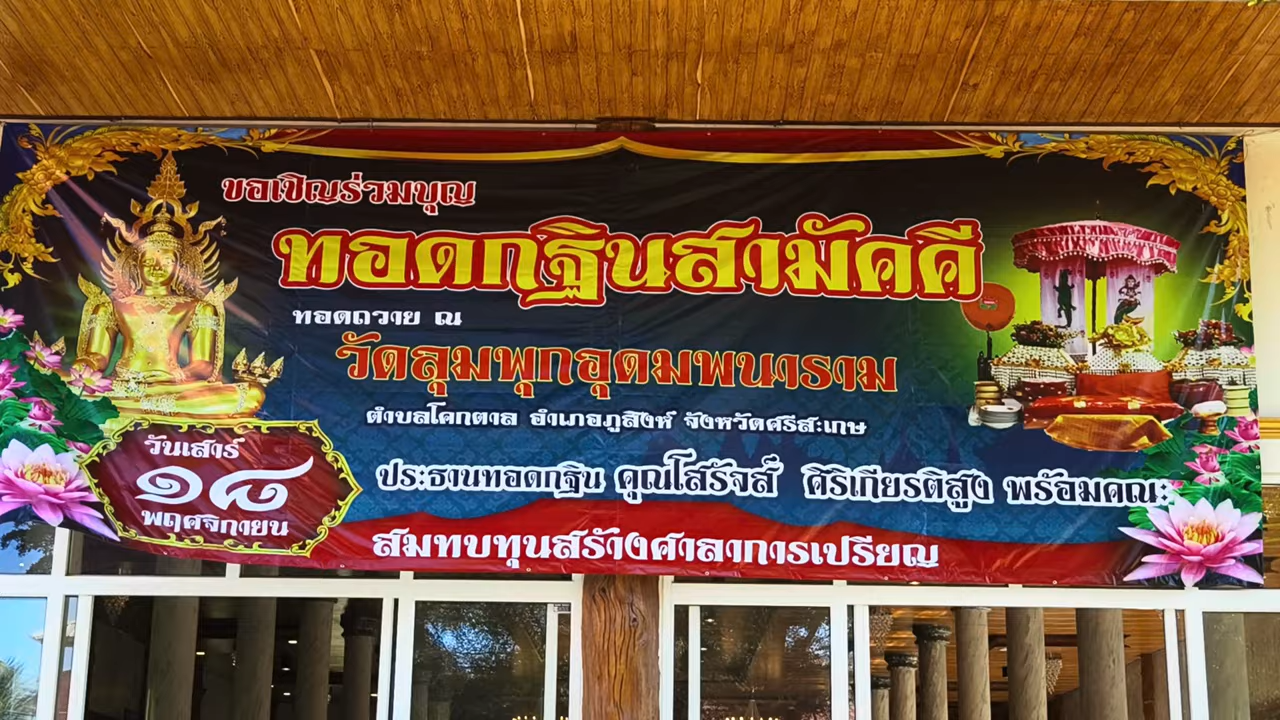 ขอเชิญร่วมบุญ
ทอดกฐินสามัคคี
ทอดถวาย ณ
วัดลุมพุกอุดมพนาราม
ตำบลโคกตาล อำเภอภูสิงห์ จังหวัดศรีสะเกษ
วันเสาร์
๑๘
พฤศจิกายน
ประธานทอดกฐิน คุณโสรัจส์ ศิริเกียรติสูง พร้อมคณะ
สมทบทุนสร้างศาลาการเปรียญ